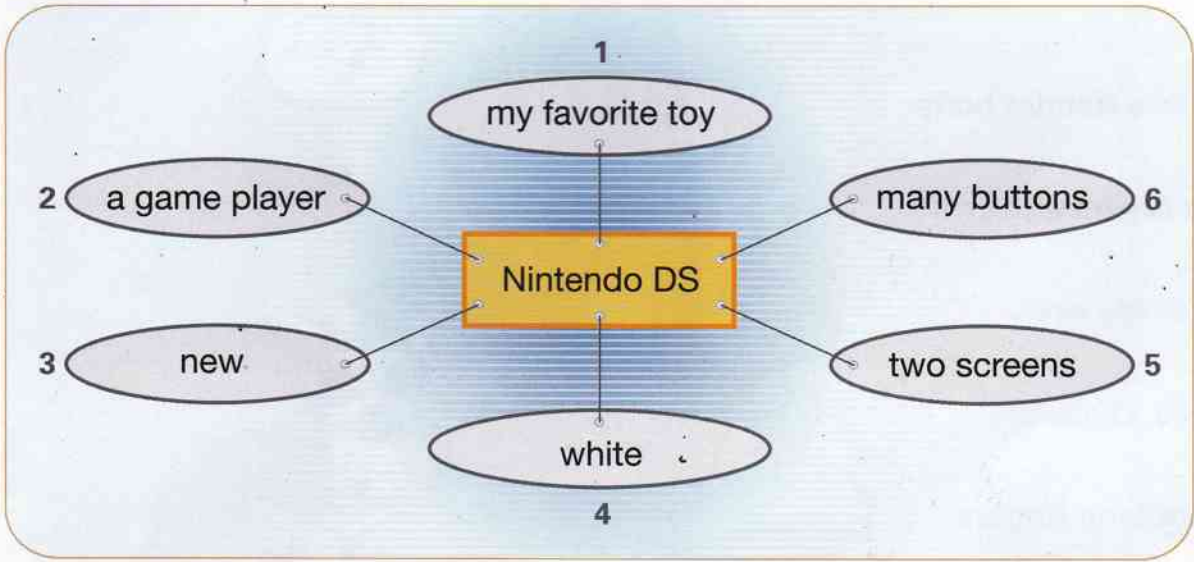 1
my favorite toy
2 a game player
many buttons 6
Nintendo DS
3 new
two screens 5
white
4